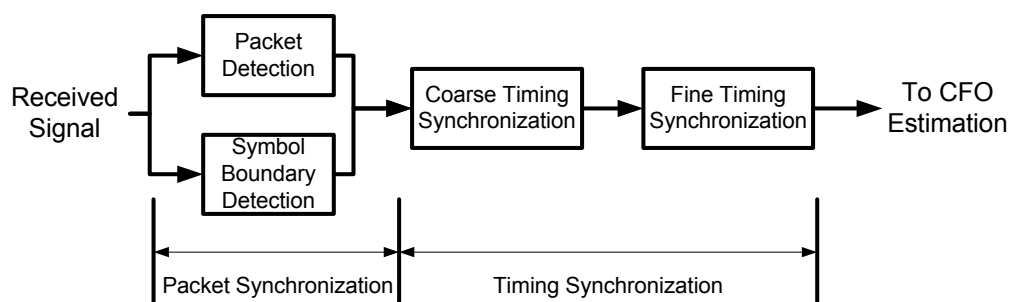 Received
Signal
Packet
Detection
Symbol
Boundary
Detection
Coarse Timing
Synchronization
Fine Timing
Synchronization
To CFO
Estimation
Packet Synchronization
Timing Synchronization